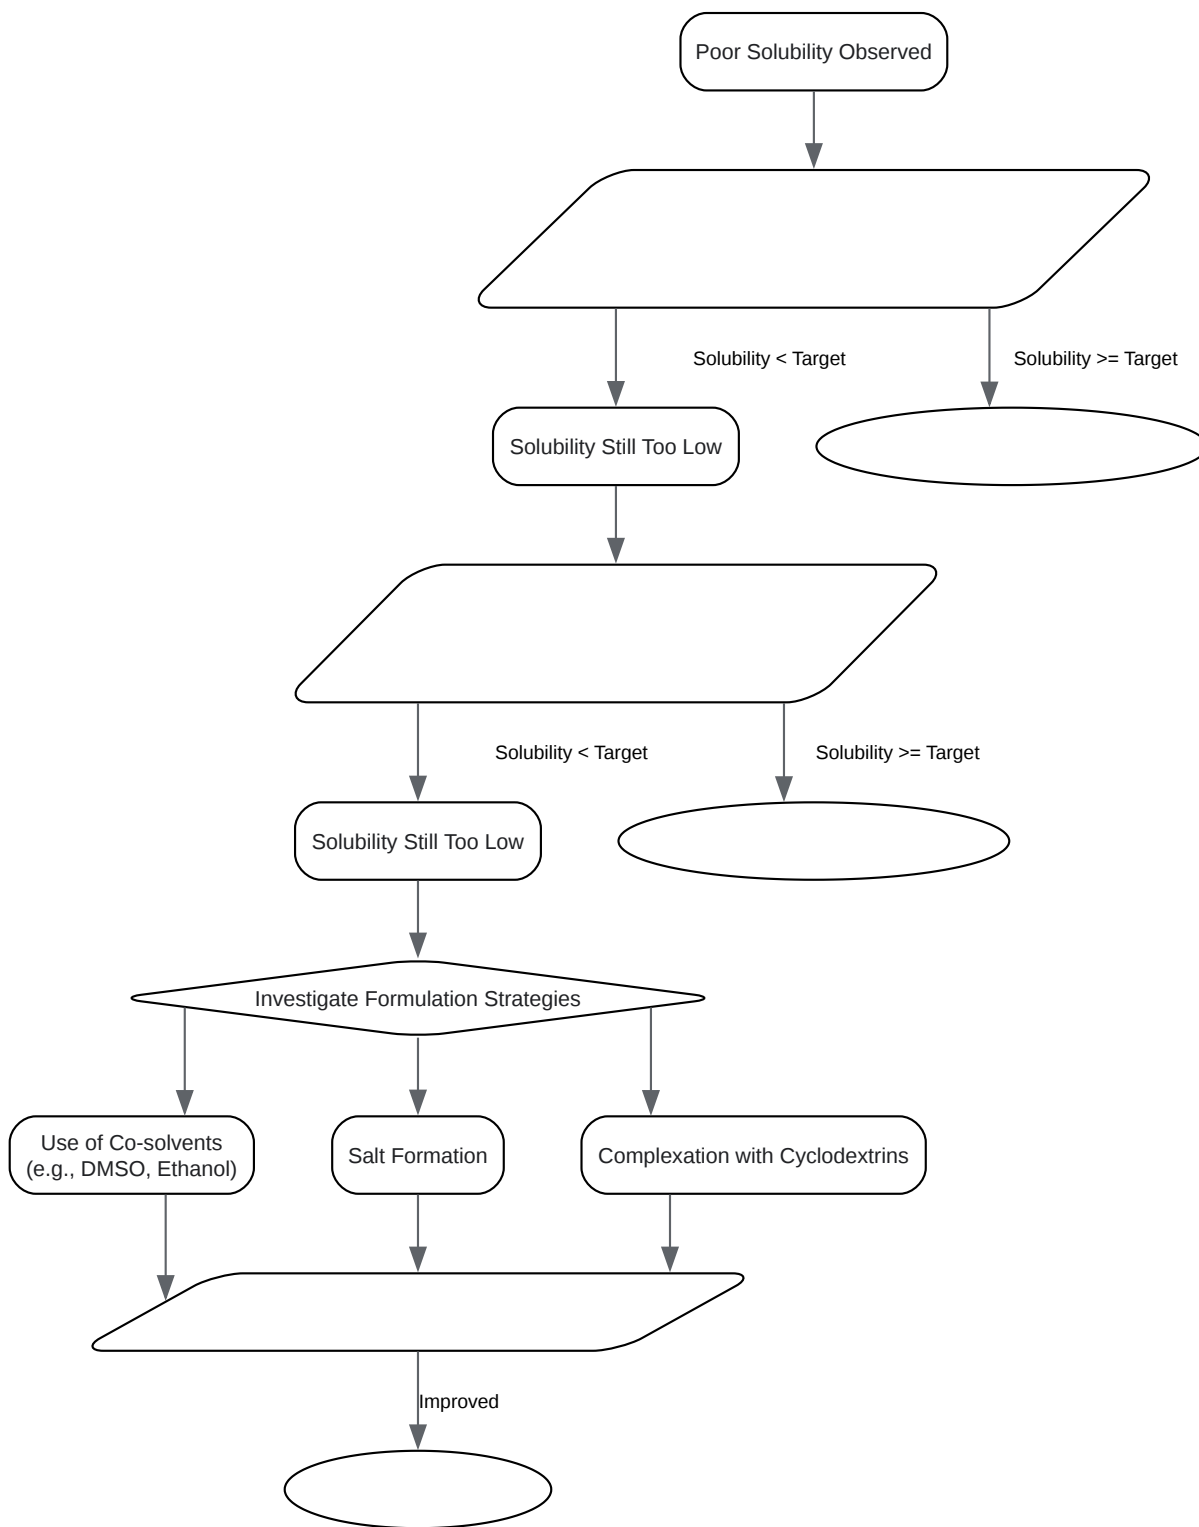 Poor Solubility Observed
Solubility < Target
Solubility >= Target
Solubility Still Too Low
Solubility < Target
Solubility >= Target
Solubility Still Too Low
Investigate Formulation Strategies
Use of Co-solvents
(e.g., DMSO, Ethanol)
Salt Formation
Complexation with Cyclodextrins
Improved